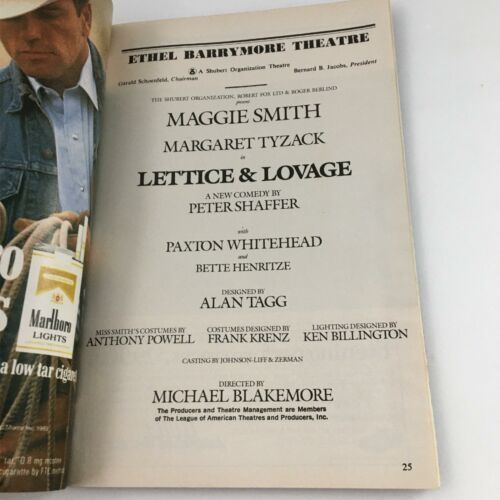 ETHEL BARRYMORE THEATRE
A Shubert Organization Theatre
Gerald Schoenfeld, Chairman
Bernard B. Jacobs, President
THE SHUBERT ORGANIZATION, ROBERT FOX LTD & ROGER BERLIND
present
MAGGIE SMITH
MARGARET TYZACK
in
LETTICE & LOVAGE
A NEW COMEDY BY
PETER SHAFFER
with
PAXTON WHITEHEAD
and
BETTE HENRITZE
DESIGNED BY
ALAN TAGG
MISS SMITH'S COSTUMES BY
ANTHONY POWELL
COSTUMES DESIGNED BY
FRANK KRENZ
LIGHTING DESIGNED BY
KEN BILLINGTON
CASTING BY JOHNSON-LIFF & ZERMAN
DIRECTED BY
MICHAEL BLAKEMORE
The Producers and Theatre Management are Members
of The League of American Theatres and Producers, Inc.
25
Marlboro
LIGHTS
a low tar
0.8 mg